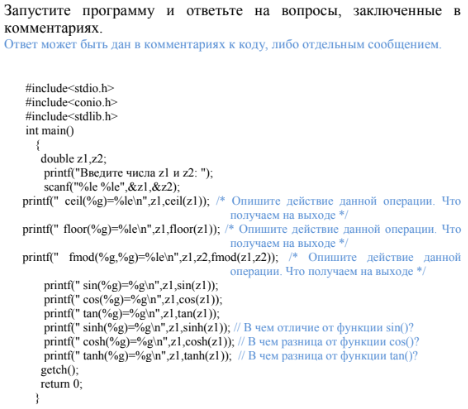 Запустите программу и ответьте на вопросы, заключенные в
комментариях.
Ответ может быть дан в комментариях к коду, либо отдельным сообщением.
#include<stdio.h>
#include<conio.h>
#include<stdlib.h>
int main()
{
double z1,z2;
printf("Введите числа z1 и z2: ");
scanf("%le %le",&z1,&z2);
printf(" ceil(%g)=%le\n",z1,ceil(z1)); /* Опишите действие данной операции. Что
получаем на выходе */
printf(" floor(%g)=%le\n",z1,floor(z1)); /* Опишите действие данной операции. Что
получаем на выходе */
printf(" fmod(%g,%g)=%le\n",z1,z2,fmod(z1,z2)); /* Опишите действие данной
операции. Что получаем на выходе */
printf(" sin(%g)=%g\n",z1,sin(z1));
printf(" cos(%g)=%g\n",z1,cos(z1));
printf(" tan(%g)=%g\n",z1,tan(z1));
printf(" sinh(%g)=%g\n",z1,sinh(z1)); // В чем отличие от функции sin()?
printf(" cosh(%g)=%g\n",z1,cosh(z1)); // В чем разница от функции cos()?
printf(" tanh(%g)=%g\n",z1,tanh(z1)); // В чем разница от функции tan()?
getch();
return 0;
}